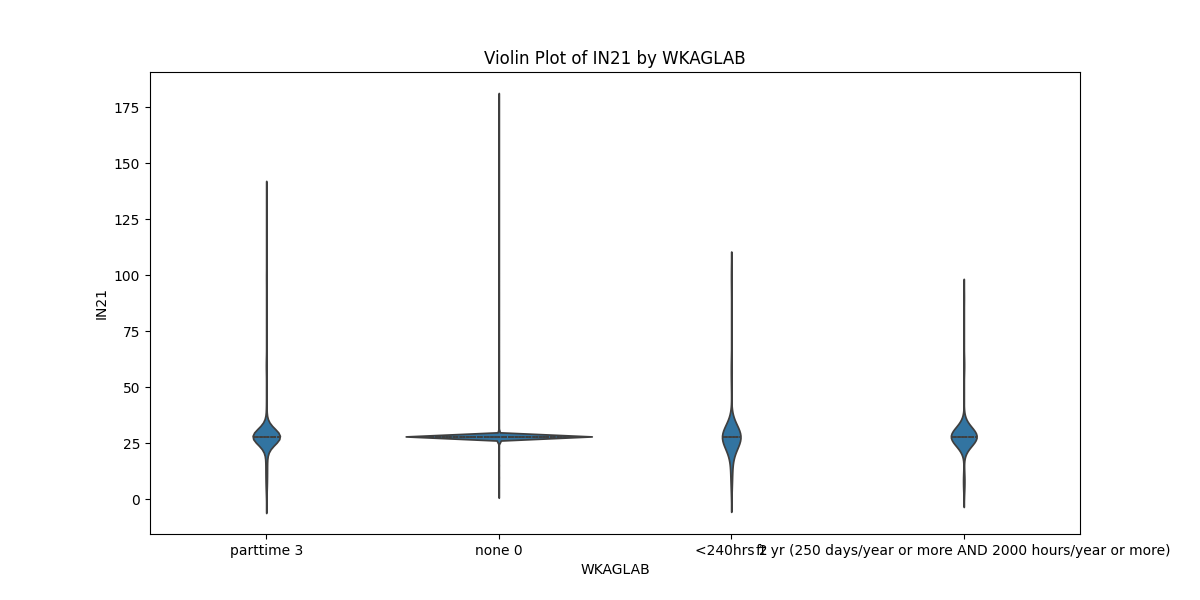 Violin Plot of IN21 by WKAGLAB
175
150
125
100
75
50
25
0
IN21
parttime 3
none 0
<240hrs 2
yr (250 days/year or more AND 2000 hours/year or more)
WKAGLAB